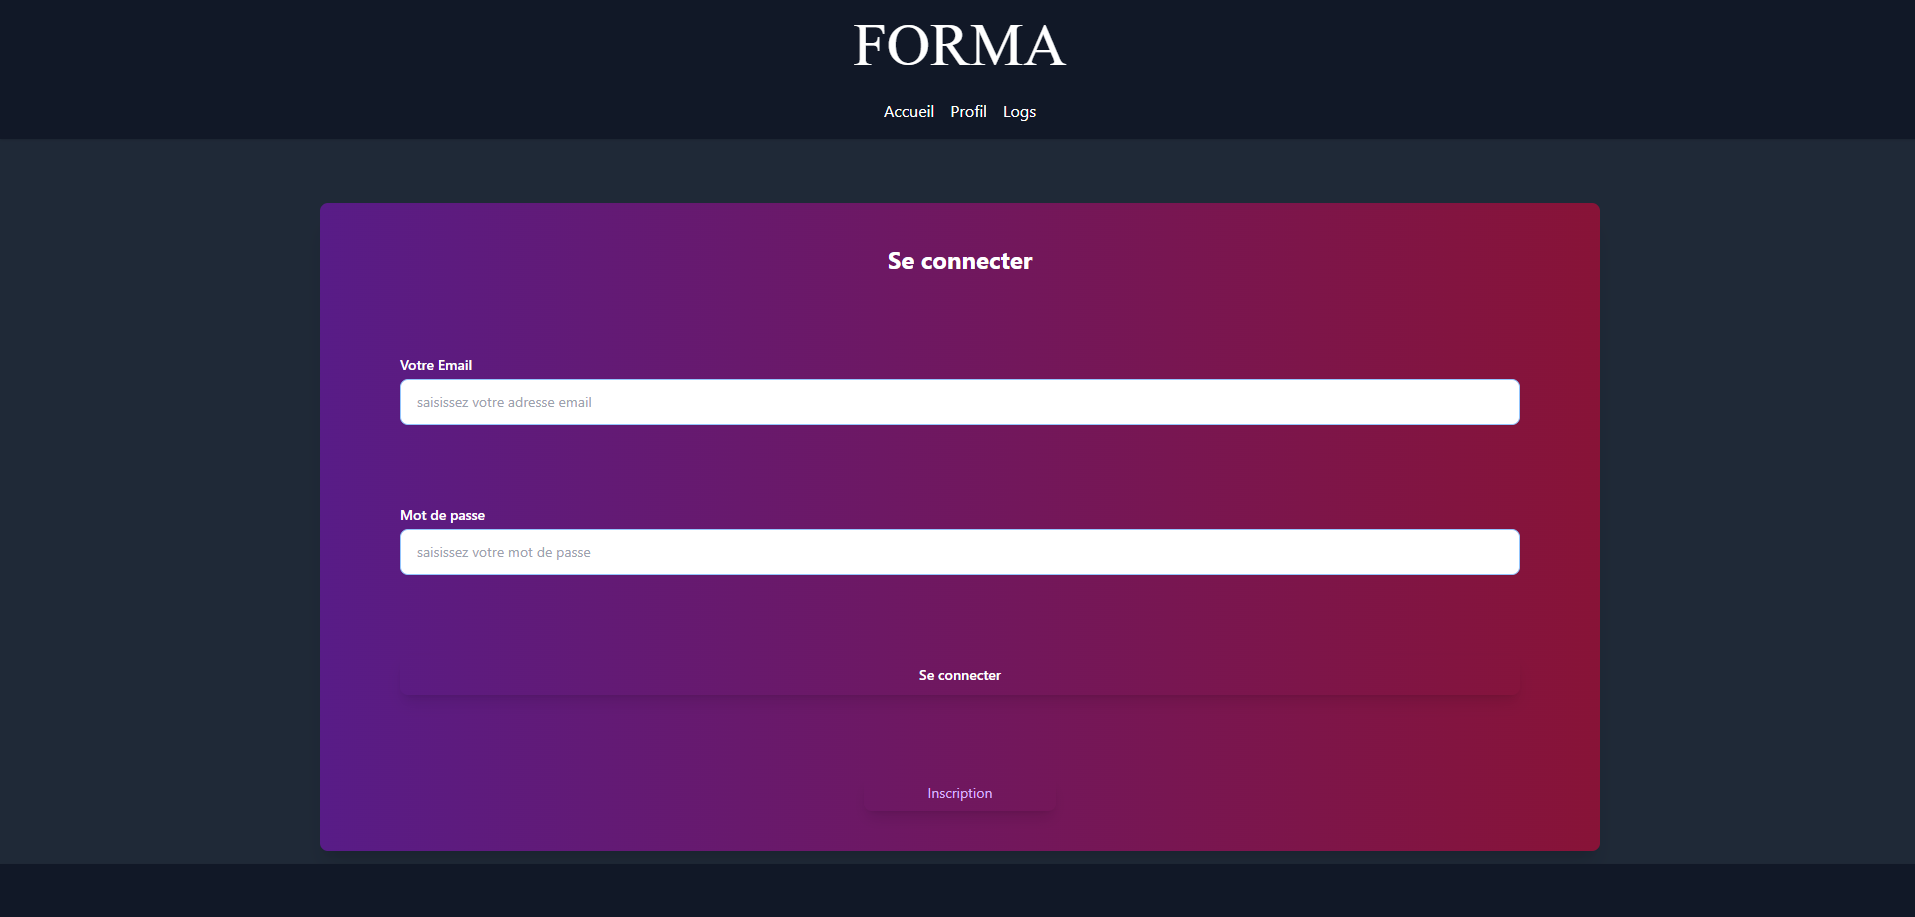 FORMA
Accueil Profil Logs
Se connecter
Votre Email
saisissez votre adresse email
Mot de passe
saisissez votre mot de passe
Se connecter
Inscription